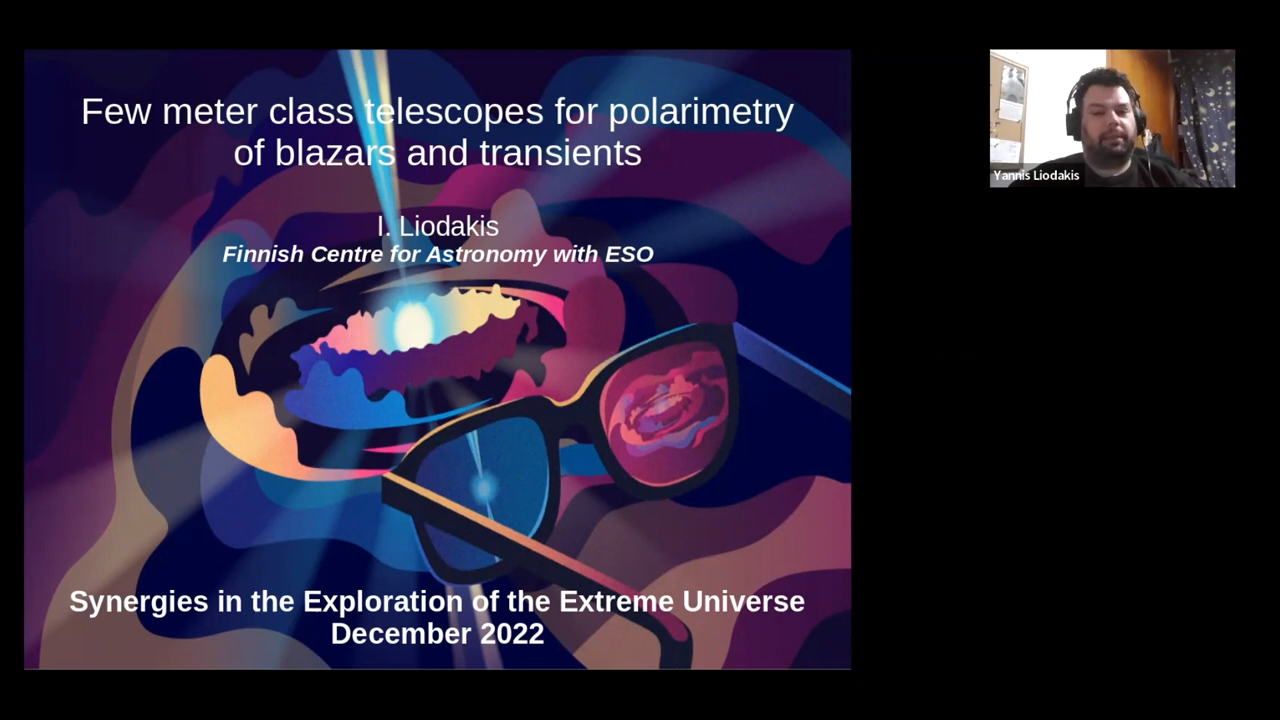 Few meter class telescopes for polarimetry
of blazars and transients
I. Liodakis
Finnish Centre for Astronomy with ESO
Synergies in the Exploration of the Extreme Universe
December 2022
Yannis Liodakis